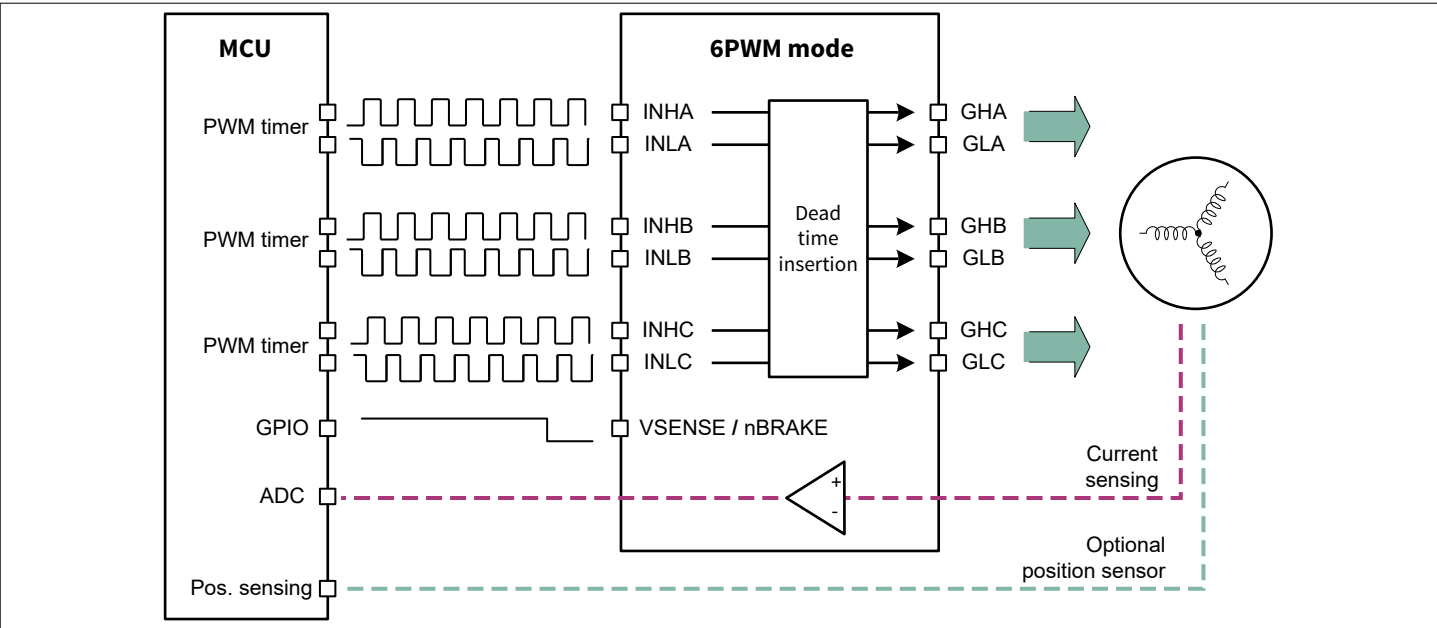 MCU
6PWM mode
PWM timer
INHA
GHA
INLA
GLA
PWM timer
INHB
GHB
INLB
GLB
Dead
time
insertion
PWM timer
INHC
GHC
INLC
GLC
GPIO
VSENSE / nBRAKE
ADC
+
-
Current
sensing
Pos. sensing
Optional
position sensor